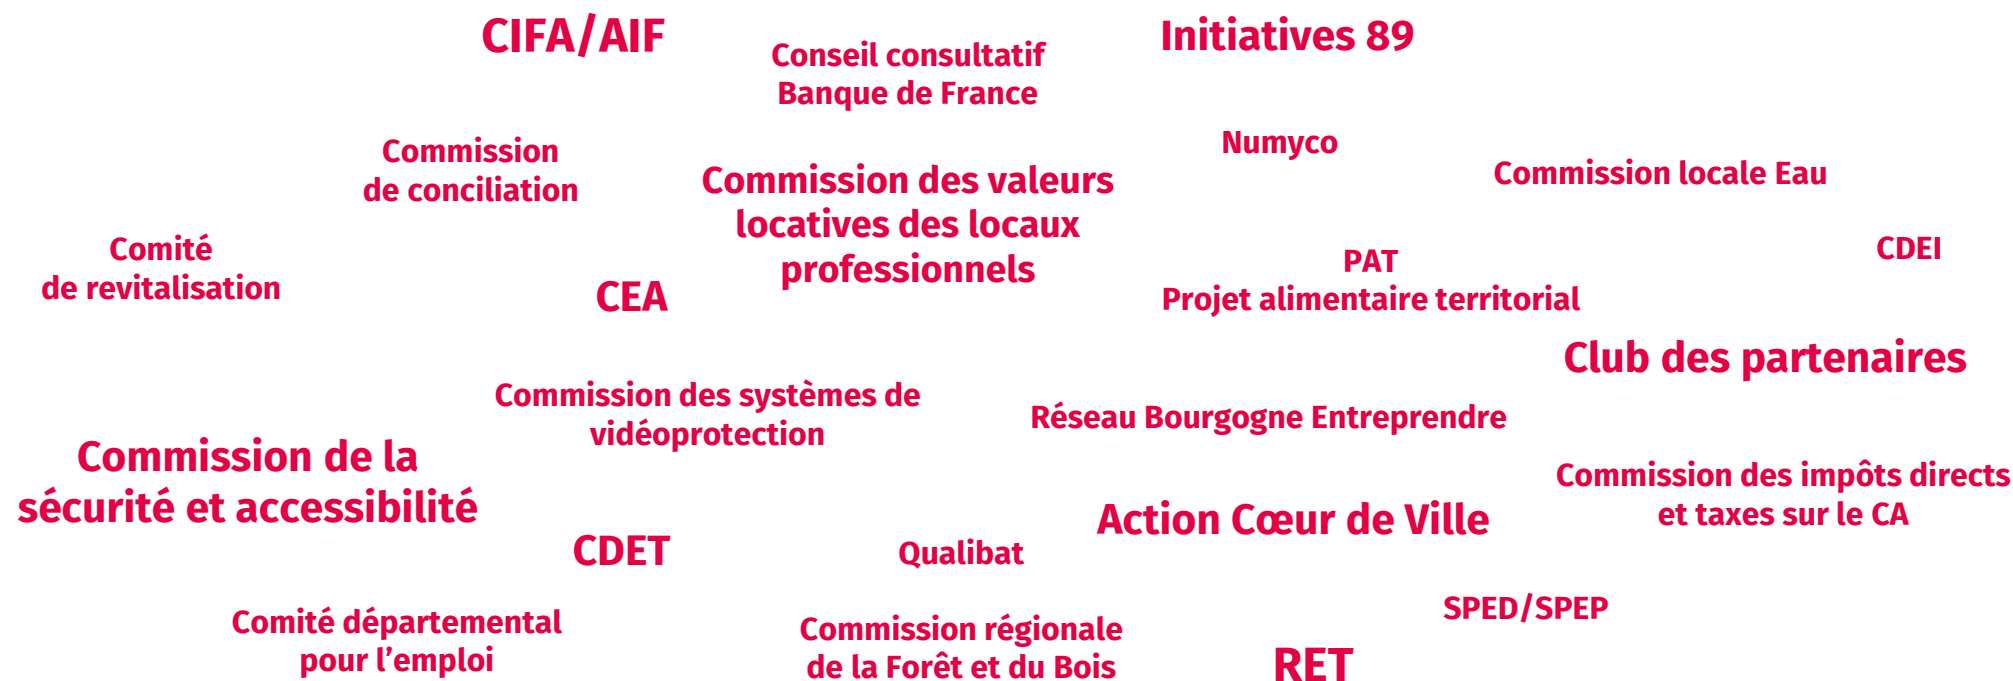 CIFA/AIF
Initiatives 89
Conseil consultatif
Banque de France
Numyco
Commission
de conciliation
Commission des valeurs
locatives des locaux
professionnels
Commission locale Eau
Comité
de revitalisation
CEA
PAT
Projet alimentaire territorial
CDEI
Club des partenaires
Commission des systèmes de
vidéoprotection
Réseau Bourgogne Entreprendre
Commission de la
sécurité et accessibilité
Commission des impôts directs
et taxes sur le CA
Action Cœur de Ville
CDET
Qualibat
SPED/SPEP
Comité départemental
pour l’emploi
Commission régionale
de la Forêt et du Bois
RET